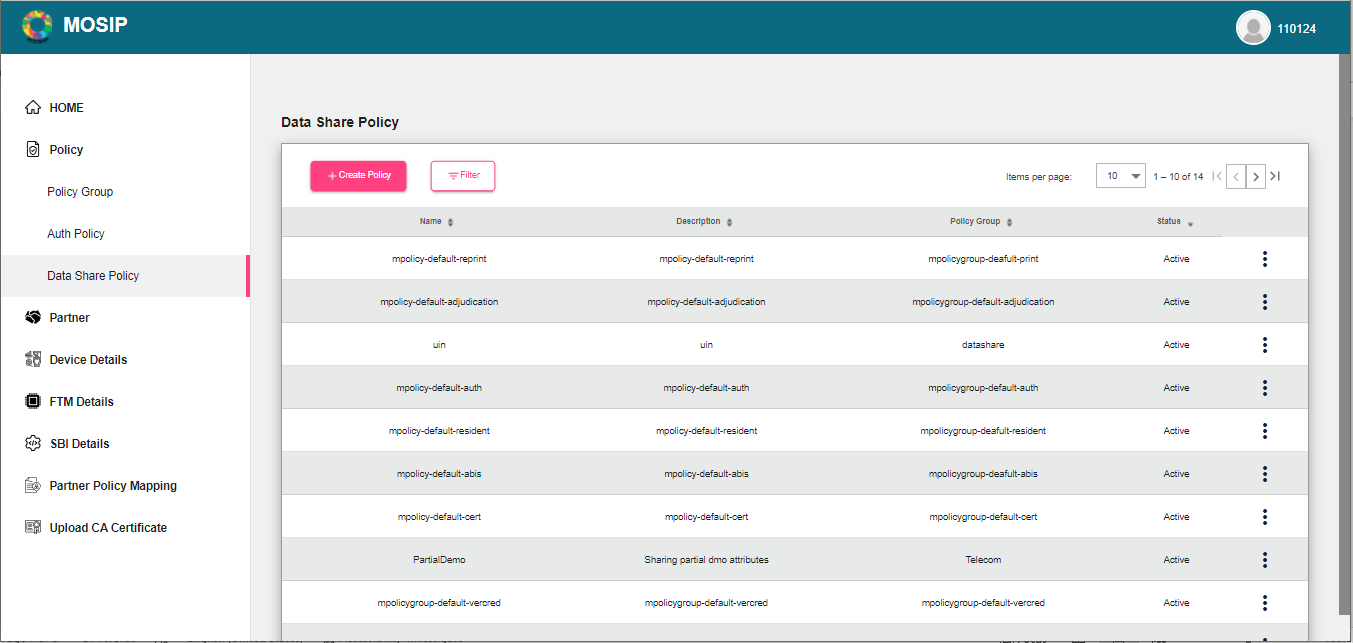 MOSIP
MOSIP
110124
HOME
Policy
Policy Group
Auth Policy
Data Share Policy
Partner
Device Details
FTM Details
SBI Details
Partner Policy Mapping
Upload CA Certificate
Data Share Policy
+ Create Policy Filter Items per page: 10 1 – 10 of 14
Name Description Policy Group Status
mpolicy-default-reprint mpolicy-default-reprint mpolicygroup-deafult-print Active
mpolicy-default-adjudication mpolicy-default-adjudication mpolicygroup-default-adjudication Active
uin uin datashare Active
mpolicy-default-auth mpolicy-default-auth mpolicygroup-default-auth Active
mpolicy-default-resident mpolicy-default-resident mpolicygroup-deafult-resident Active
mpolicy-default-abis mpolicy-default-abis mpolicygroup-deafult-abis Active
mpolicy-default-cert mpolicy-default-cert mpolicygroup-default-cert Active
PartialDemo Sharing partial dmo attributes Telecom Active
mpolicygroup-default-vercred mpolicy-default-vercred mpolicygroup-default-vercred Active